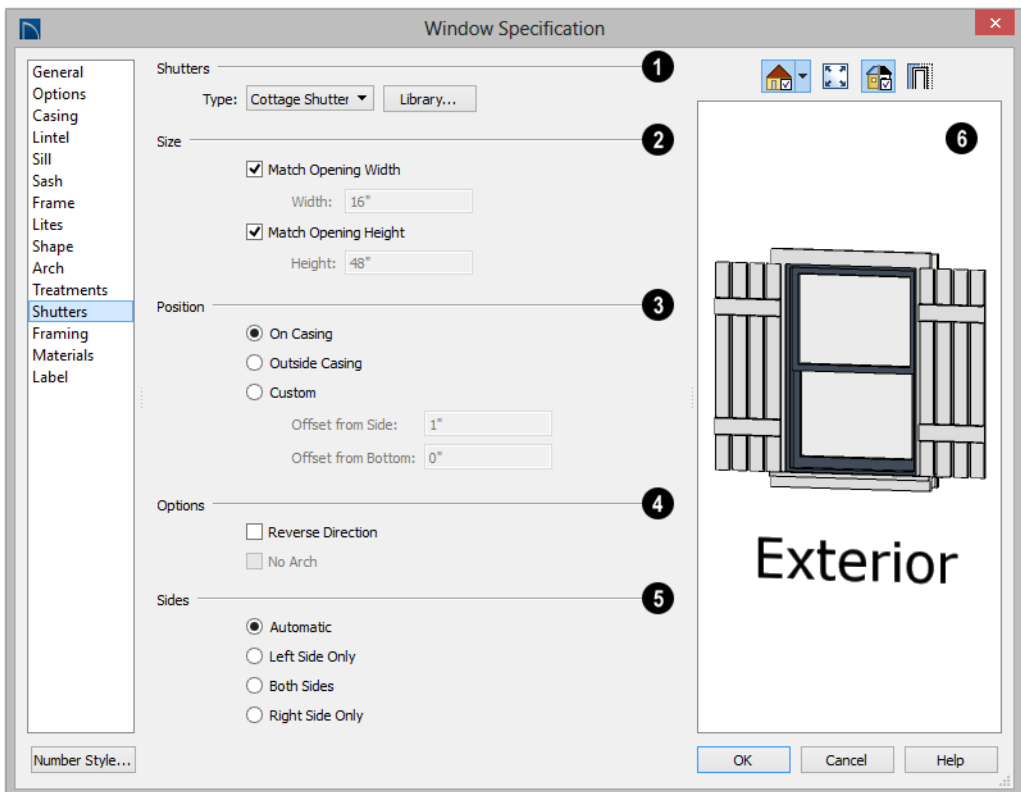 Window Specification
×
General
Options
Casing
Lintel
Sill
Sash
Frame
Lites
Shape
Arch
Treatments
Shutters
Framing
Materials
Label
Number Style...
Shutters
1
Type: Cottage Shutter Library...
Size
2
Match Opening Width
Width: 16"
Match Opening Height
Height: 48"
Position
3
On Casing
Outside Casing
Custom
Offset from Side: 1"
Offset from Bottom: 0"
Options
4
Reverse Direction
No Arch
Sides
5
Automatic
Left Side Only
Both Sides
Right Side Only
6
Exterior
OK Cancel Help